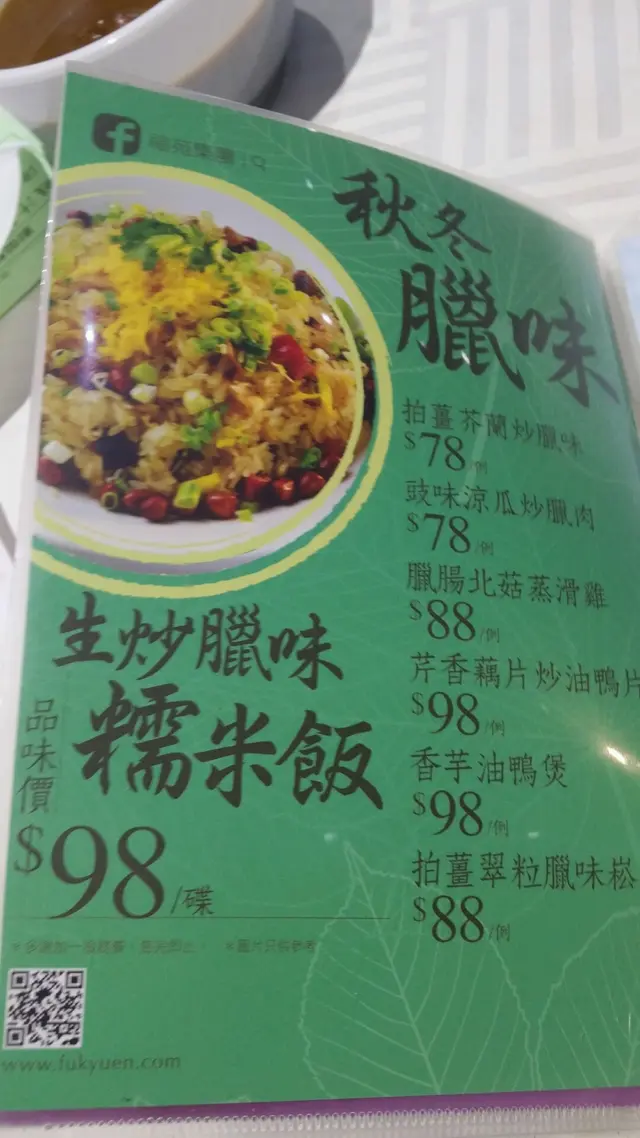 秋冬
臘味
拍薑芥蘭炒臘味
$78/例
豉味涼瓜炒臘肉
$78/例
臘腸北菇蒸滑雞
$88/例
芹香藕片炒油鴨片
$98/例
香芋油鴨煲
$98/例
拍薑翠粒臘味崧
$88/例
生炒臘味
糯米飯
品味價
$98/碟
www.fukyuen.com